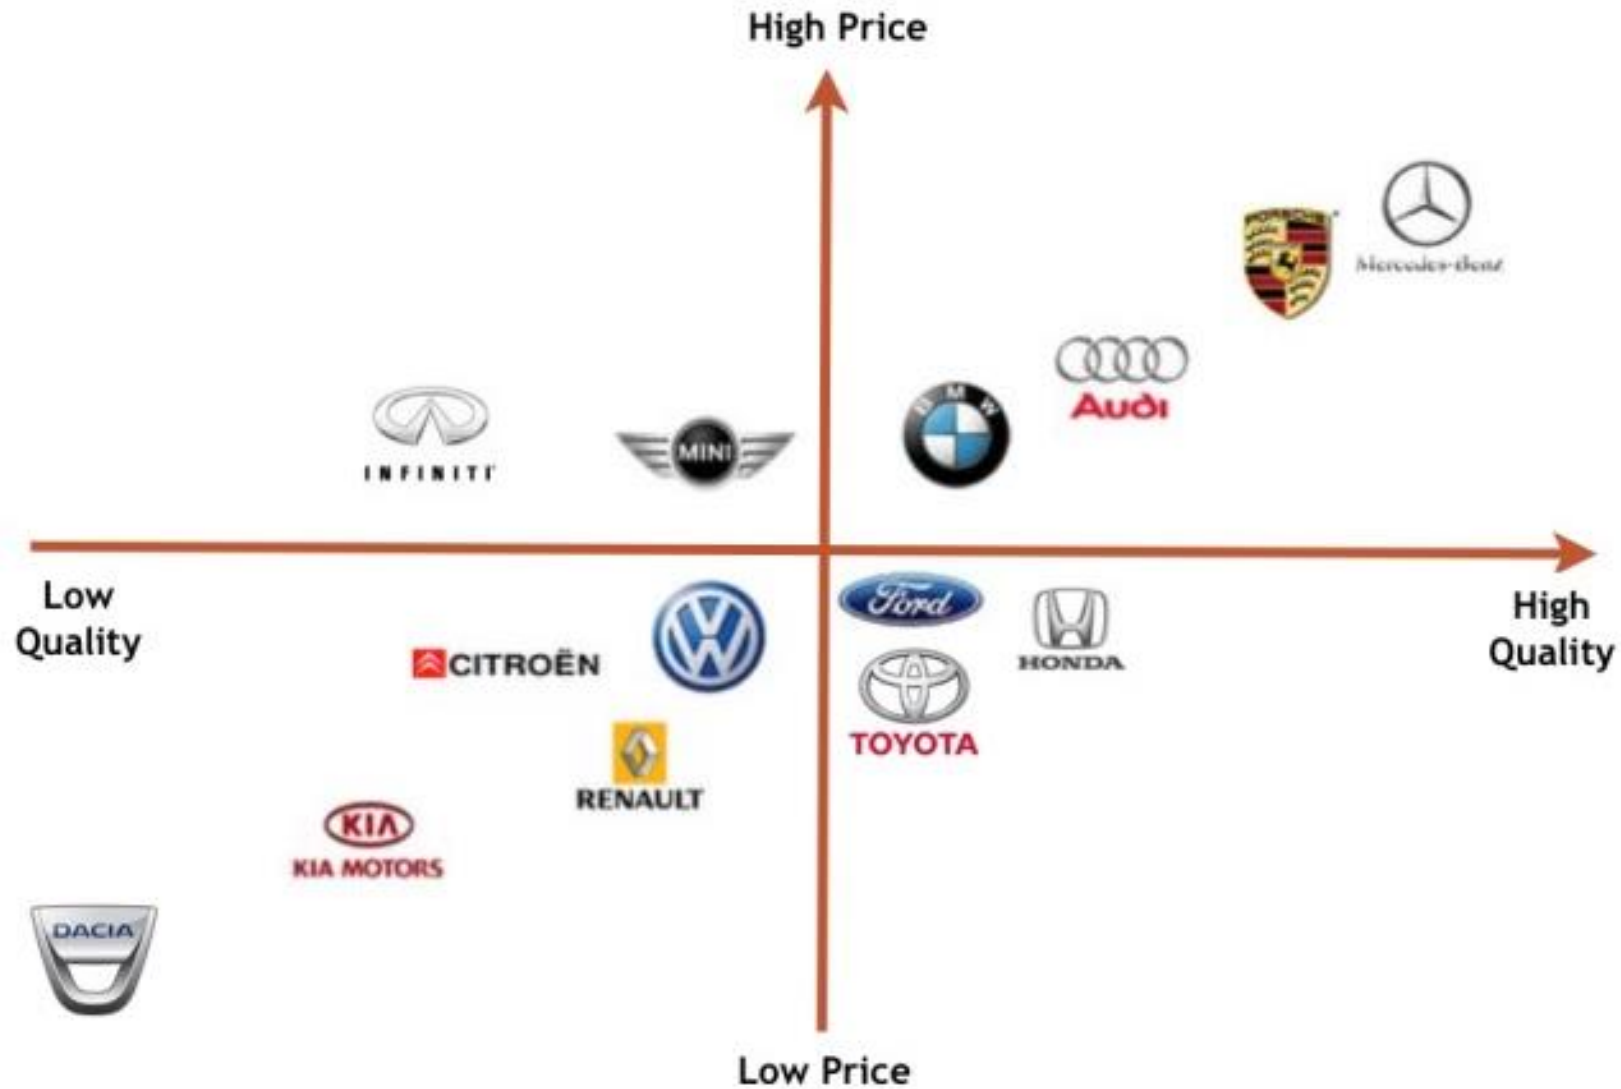 High Price
PORSCHE
Mercedes-Benz
Audi
BMW
INFINITI
MINI
Low
Quality
High
Quality
Ford
HONDA
CITROËN
TOYOTA
RENAULT
KIA
KIA MOTORS
DACIA
Low Price